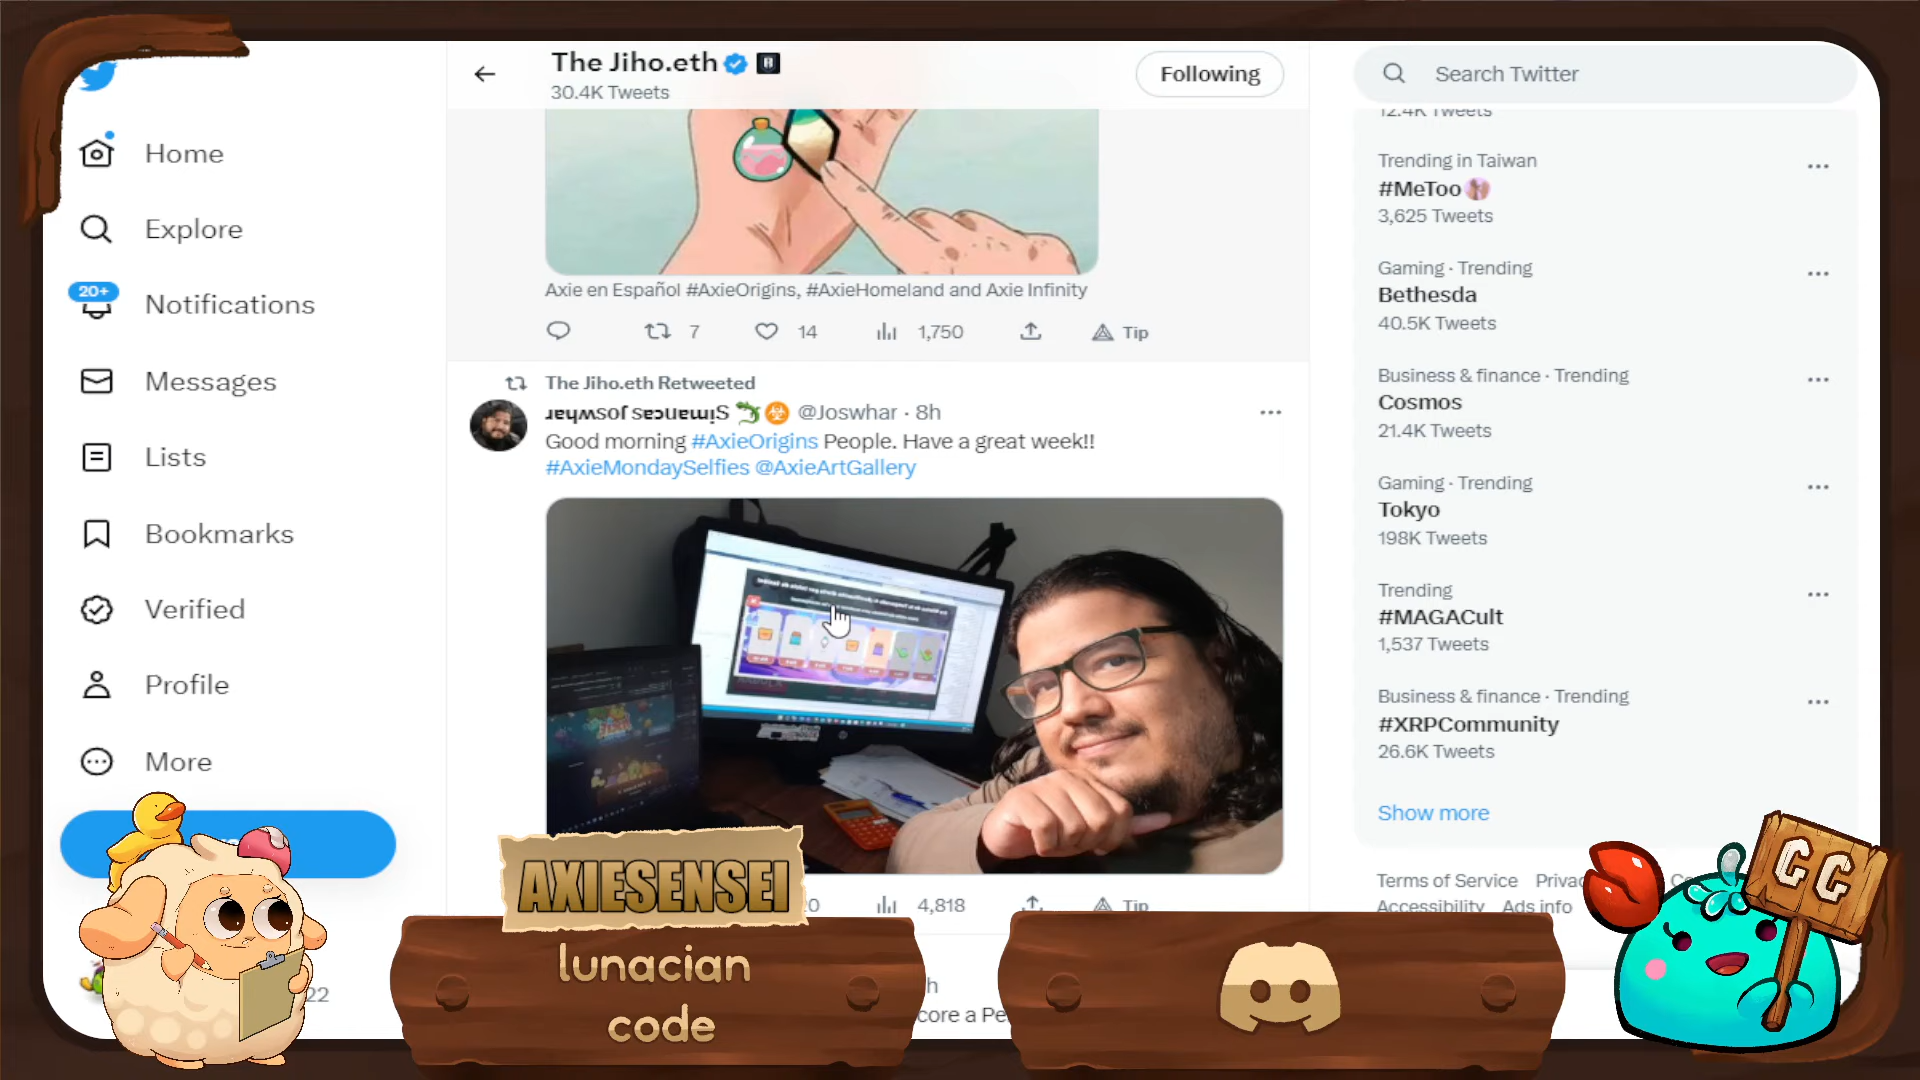 The Jiho.eth
30.4K Tweets
Following
Search Twitter
Home
Explore
20+
Notifications
Messages
Lists
Bookmarks
Verified
Profile
More
Axie en Español #AxieOrigins, #AxieHomeland and Axie Infinity
7
14
1,750
Tip
The Jiho.eth Retweeted
@Joswhar · 8h
Good morning #AxieOrigins People. Have a great week!!
#AxieMondaySelfies @AxieArtGallery
4,818
Tip
12.4K Tweets
Trending in Taiwan
#MeToo
3,625 Tweets
Gaming · Trending
Bethesda
40.5K Tweets
Business & finance · Trending
Cosmos
21.4K Tweets
Gaming · Trending
Tokyo
198K Tweets
Trending
#MAGACult
1,537 Tweets
Business & finance · Trending
#XRPCommunity
26.6K Tweets
Show more
Terms of Service
Accessibility Ads info
AXIESENSEI
lunacian
code
CC